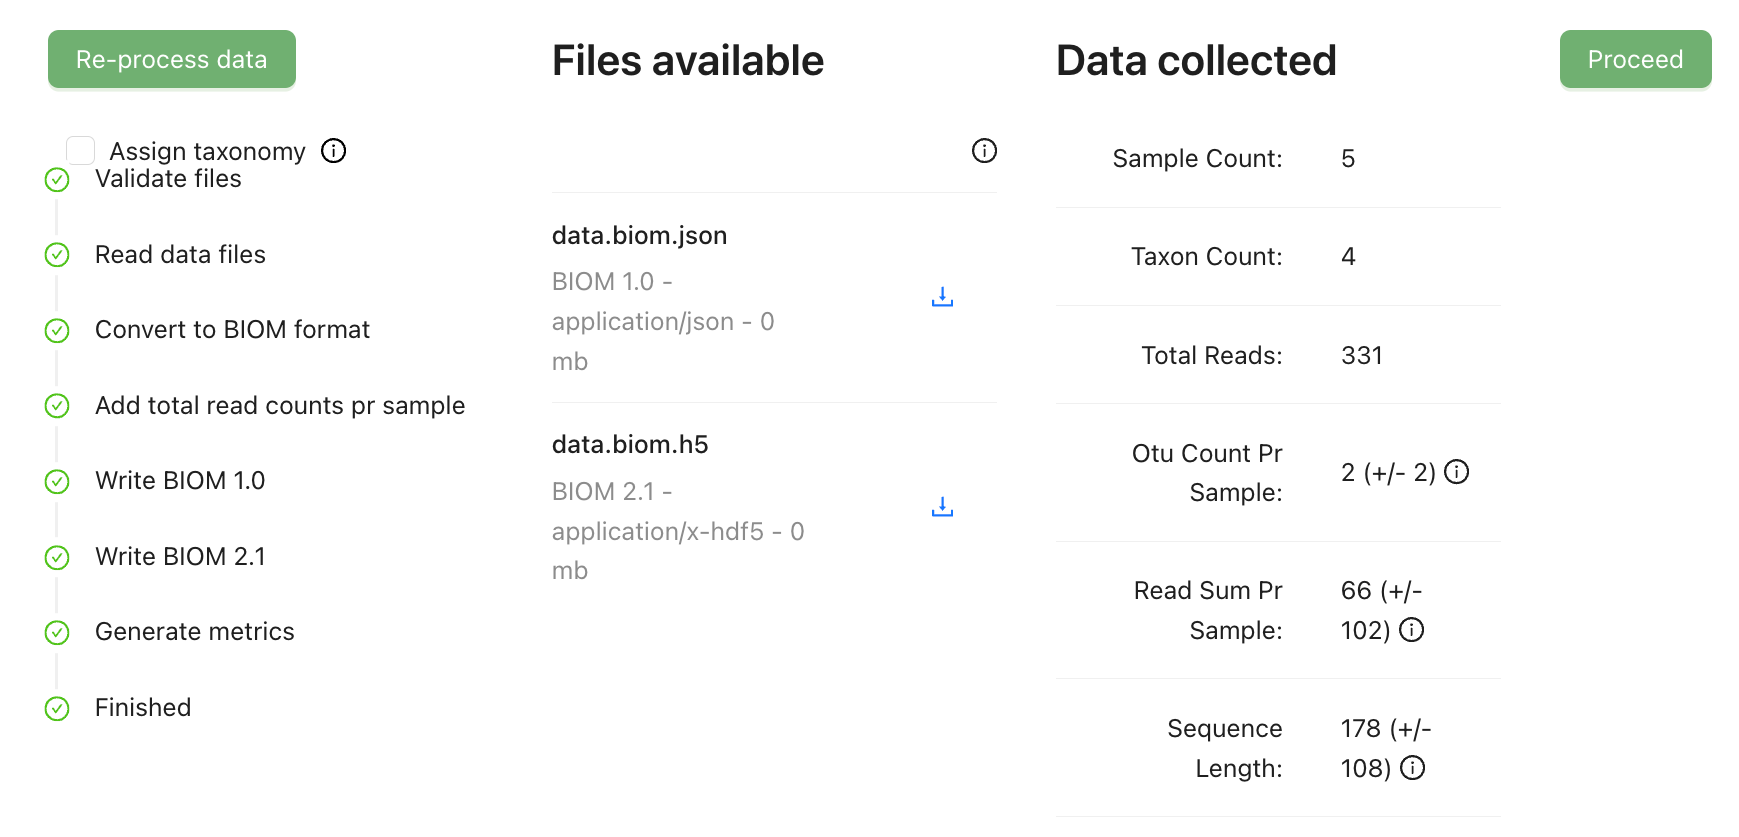 Re-process data
Assign taxonomy
Validate files
Read data files
Convert to BIOM format
Add total read counts pr sample
Write BIOM 1.0
Write BIOM 2.1
Generate metrics
Finished
Files available
data.biom.json
BIOM 1.0 -
application/json - 0
mb
data.biom.h5
BIOM 2.1 -
application/x-hdf5 - 0
mb
Data collected
Sample Count: 5
Taxon Count: 4
Total Reads: 331
Otu Count Pr
Sample: 2 (+/- 2)
Read Sum Pr 66 (+/-
Sample: 102)
Sequence 178 (+/-
Length: 108)
Proceed